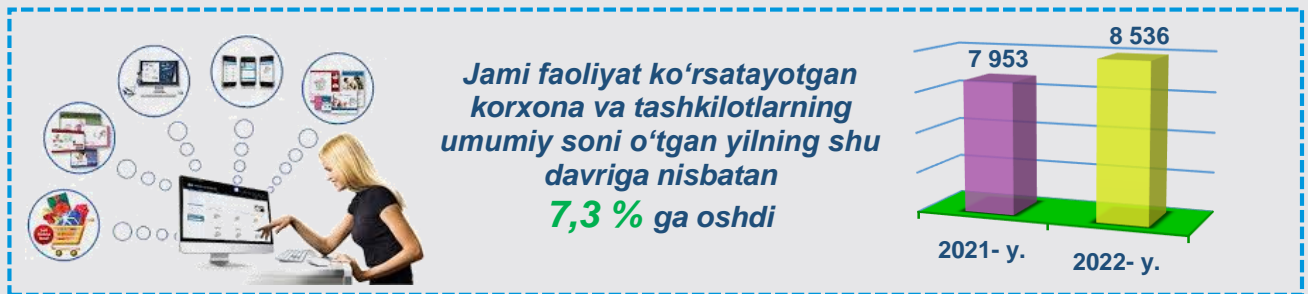 Jami faoliyat ko‘rsatayotgan
korxona va tashkilotlarning
umumiy soni o‘tgan yilning shu
davriga nisbatan
7,3 % ga oshdi
7 953
8 536
2021- y.
2022- y.